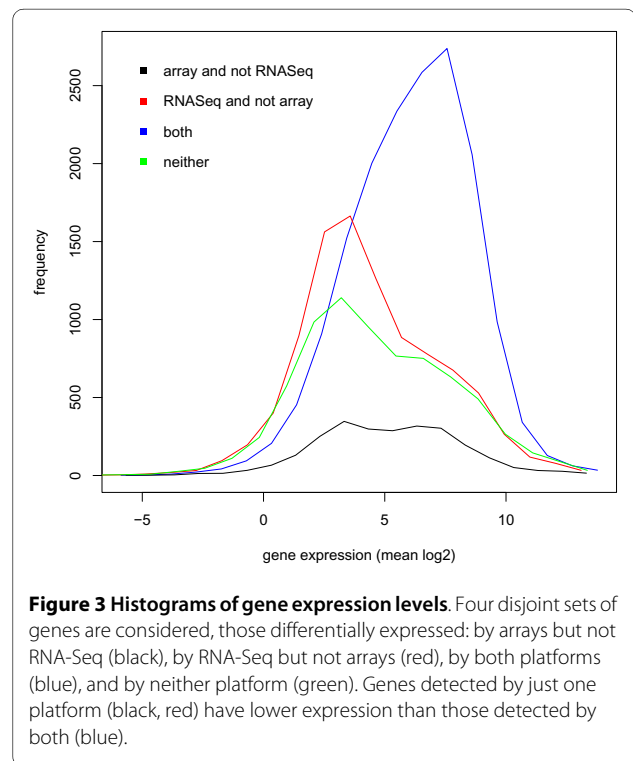 array and not RNASeq
RNASeq and not array
both
neither
frequency
0
500
1000
1500
2000
2500
−5
0
5
10
gene expression (mean log2)
Figure 3 Histograms of gene expression levels. Four disjoint sets of
genes are considered, those differentially expressed: by arrays but not
RNA-Seq (black), by RNA-Seq but not arrays (red), by both platforms
(blue), and by neither platform (green). Genes detected by just one
platform (black, red) have lower expression than those detected by
both (blue).